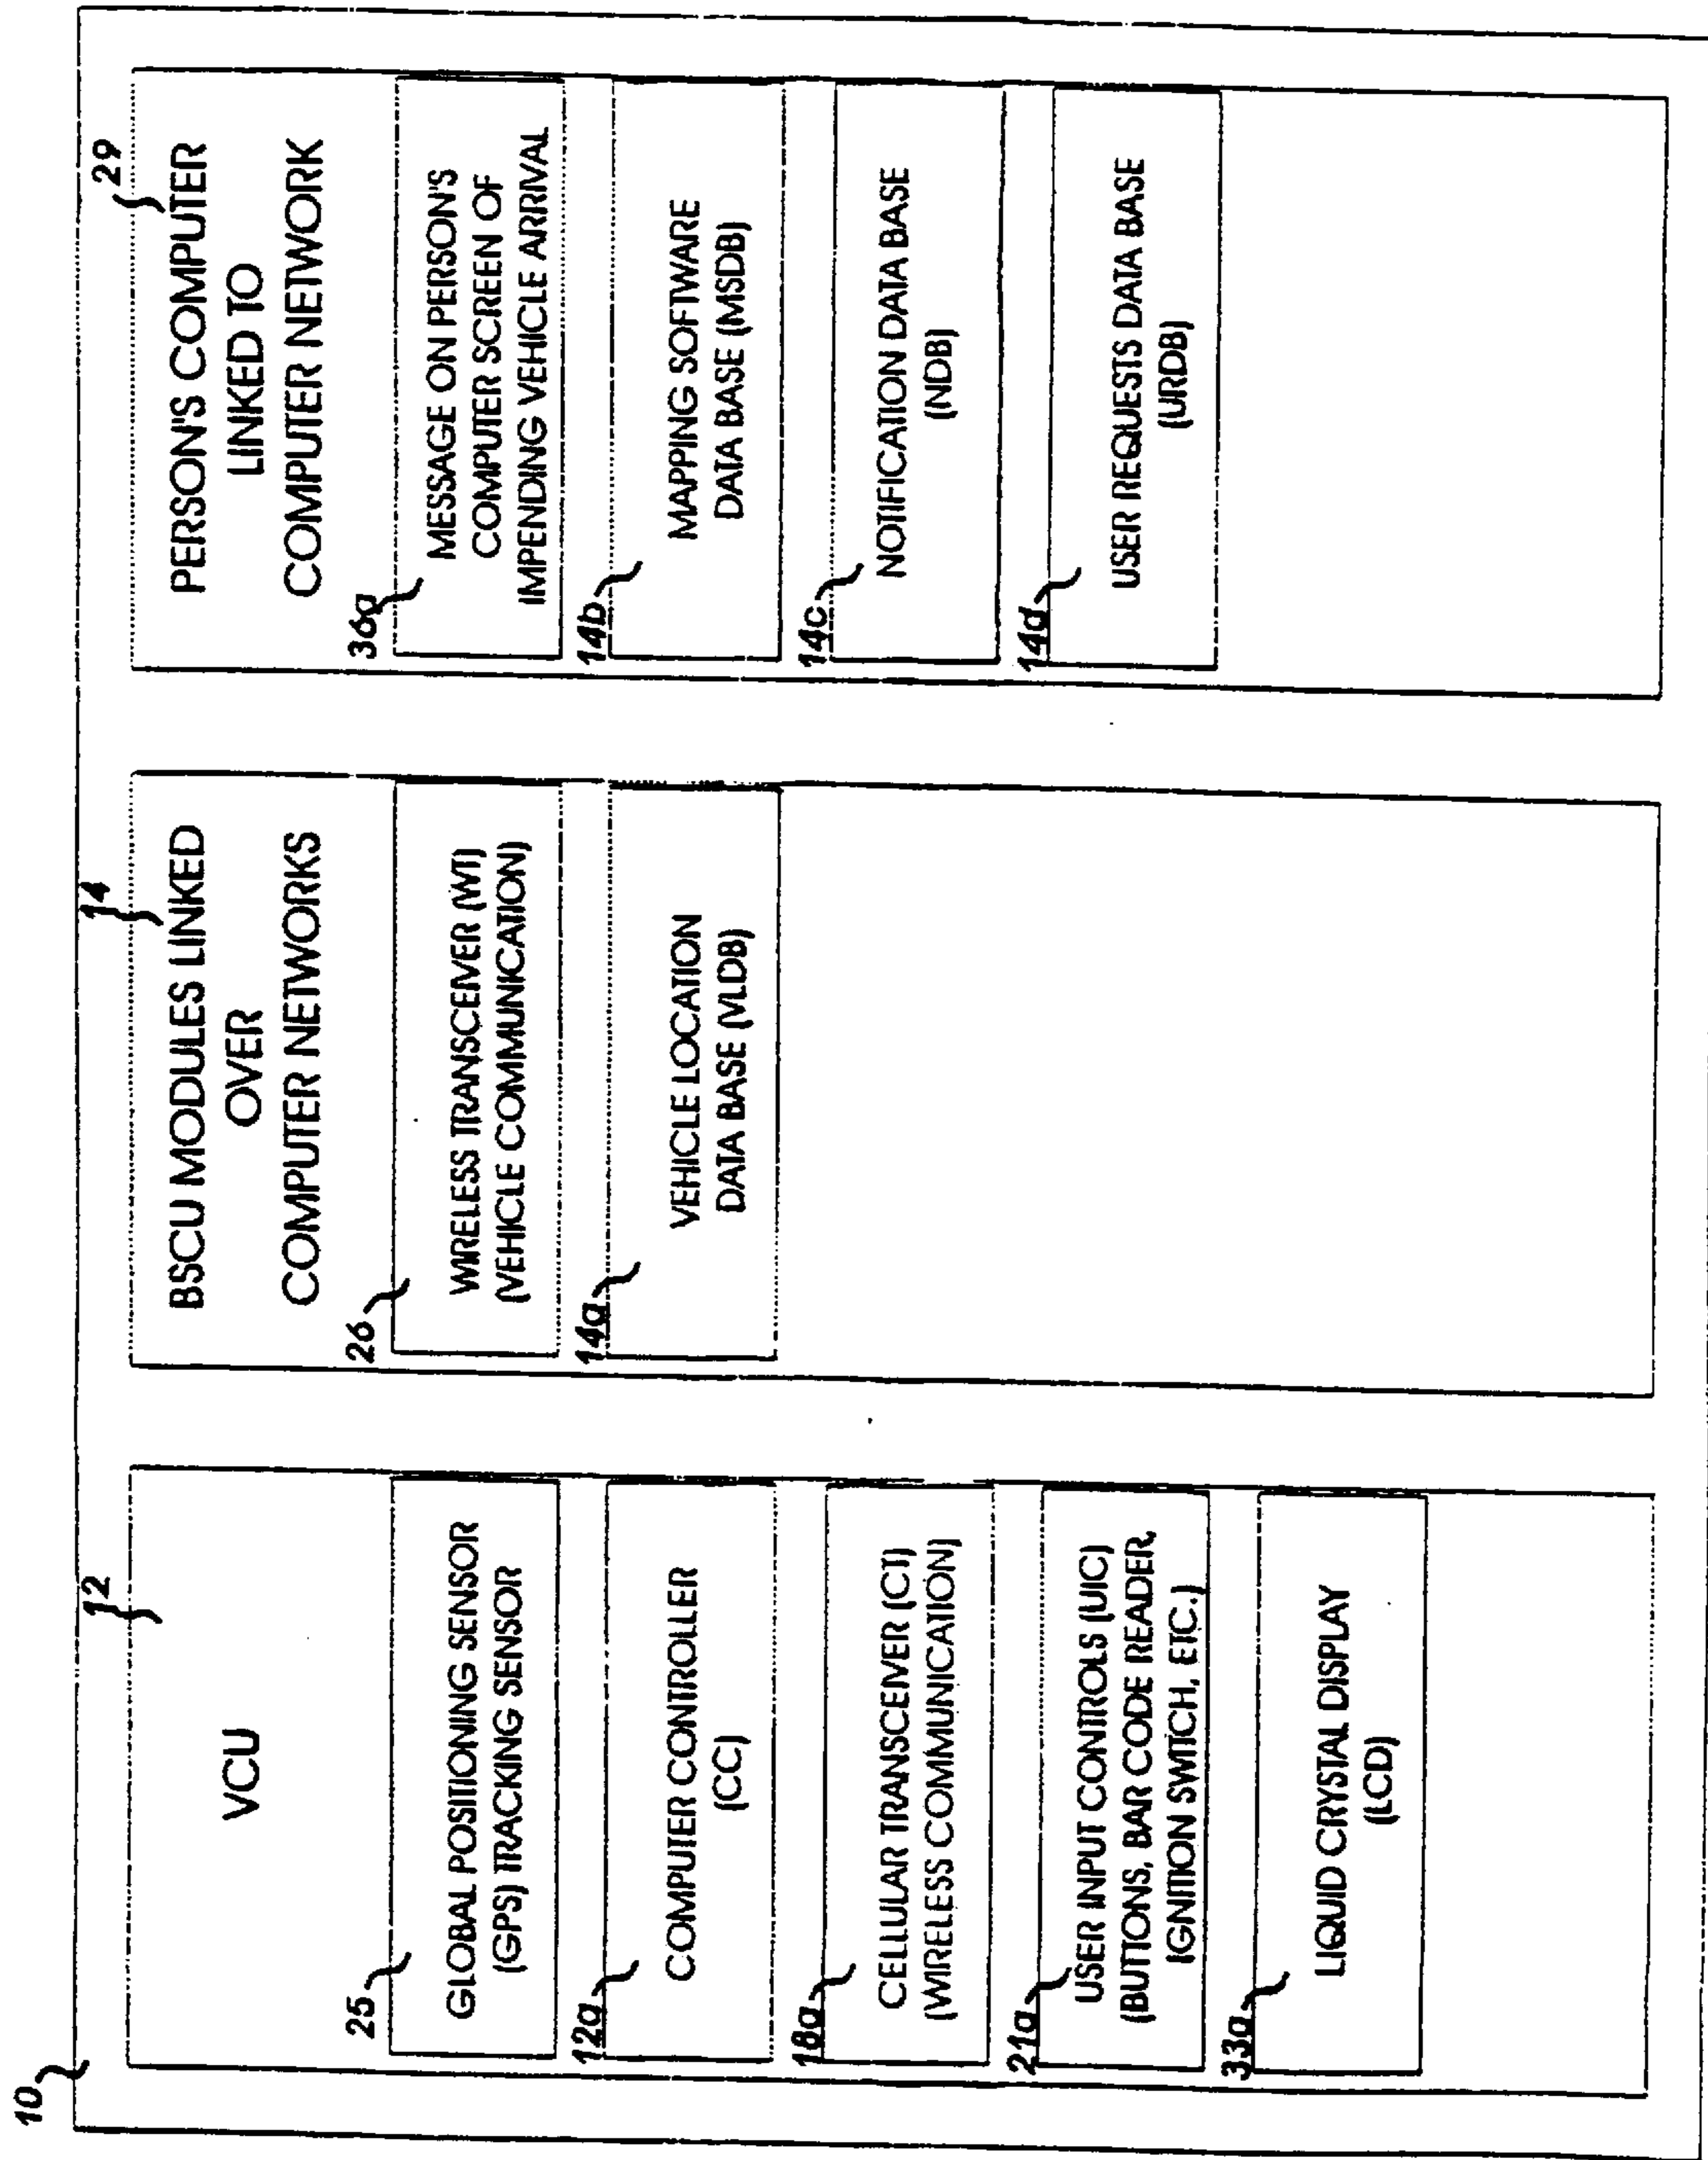 10
12
VCU
25
GLOBAL POSITIONING SENSOR
(GPS) TRACKING SENSOR
12a
COMPUTER CONTROLLER
(CC)
18a
CELLULAR TRANSCEIVER (CT)
(WIRELESS COMMUNICATION)
21a
USER INPUT CONTROLS (UIC)
(BUTTONS, BAR CODE READER,
IGNITION SWITCH, ETC.)
33a
LIQUID CRYSTAL DISPLAY
(LCD)
14
BSCU MODULES LINKED
OVER
COMPUTER NETWORKS
26
WIRELESS TRANSCEIVER (WT)
(VEHICLE COMMUNICATION)
14a
VEHICLE LOCATION
DATA BASE (VLDB)
29
PERSON'S COMPUTER
LINKED TO
COMPUTER NETWORK
36a
MESSAGE ON PERSON'S
COMPUTER SCREEN OF
IMPENDING VEHICLE ARRIVAL
14b
MAPPING SOFTWARE
DATA BASE (MSDB)
14c
NOTIFICATION DATA BASE
(NDB)
14d
USER REQUESTS DATA BASE
(URDB)